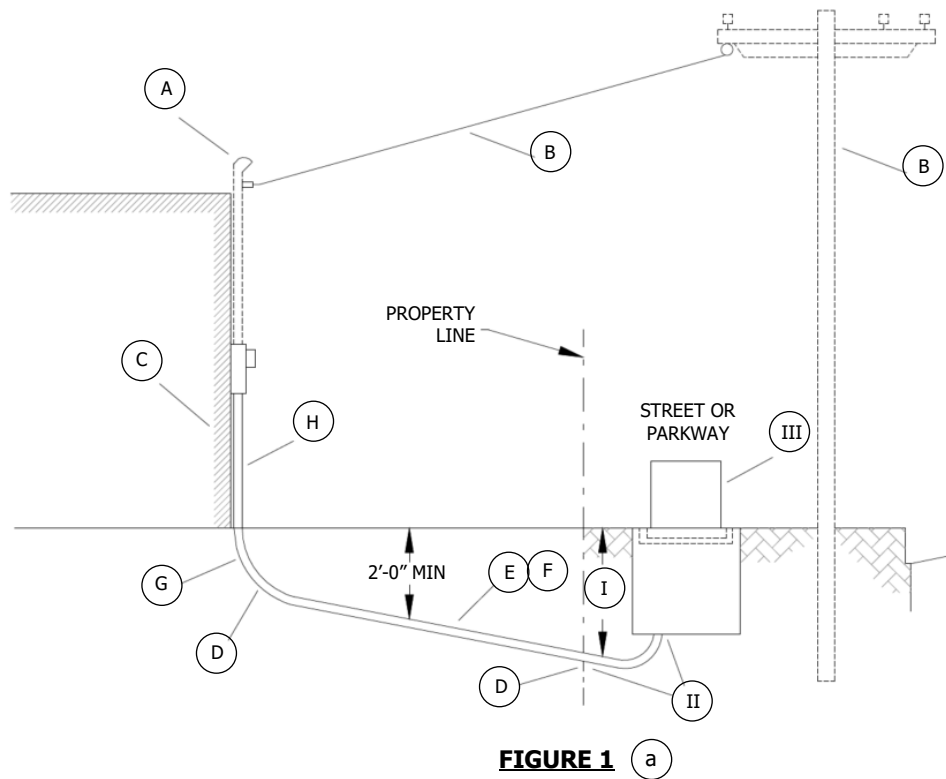 A
B
B
PROPERTY
LINE
C
STREET OR
PARKWAY
III
H
2'-0" MIN
E F
I
G
D
D
II
FIGURE 1 a